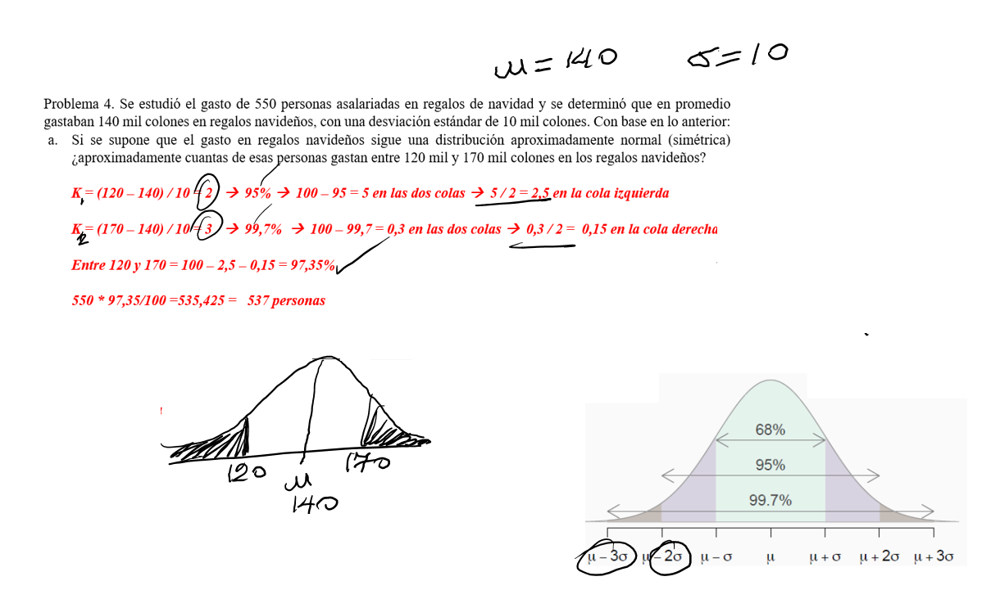 μ = 140 σ = 10
Problema 4. Se estudió el gasto de 550 personas asalariadas en regalos de navidad y se determinó que en promedio
gastaban 140 mil colones en regalos navideños, con una desviación estándar de 10 mil colones. Con base en lo anterior:
a. Si se supone que el gasto en regalos navideños sigue una distribución aproximadamente normal (simétrica)
¿aproximadamente cuantas de esas personas gastan entre 120 mil y 170 mil colones en los regalos navideños?
K1 = (120 – 140) / 10 = 2 → 95% → 100 – 95 = 5 en las dos colas → 5 / 2 = 2,5 en la cola izquierda
K2 = (170 – 140) / 10 = 3 → 99,7% → 100 – 99,7 = 0,3 en las dos colas → 0,3 / 2 = 0,15 en la cola derecha
Entre 120 y 170 = 100 – 2,5 – 0,15 = 97,35%
550 * 97,35/100 =535,425 = 537 personas
120 μ 170
140
68%
95%
99.7%
μ – 3σ μ – 2σ μ – σ μ μ + σ μ + 2σ μ + 3σ